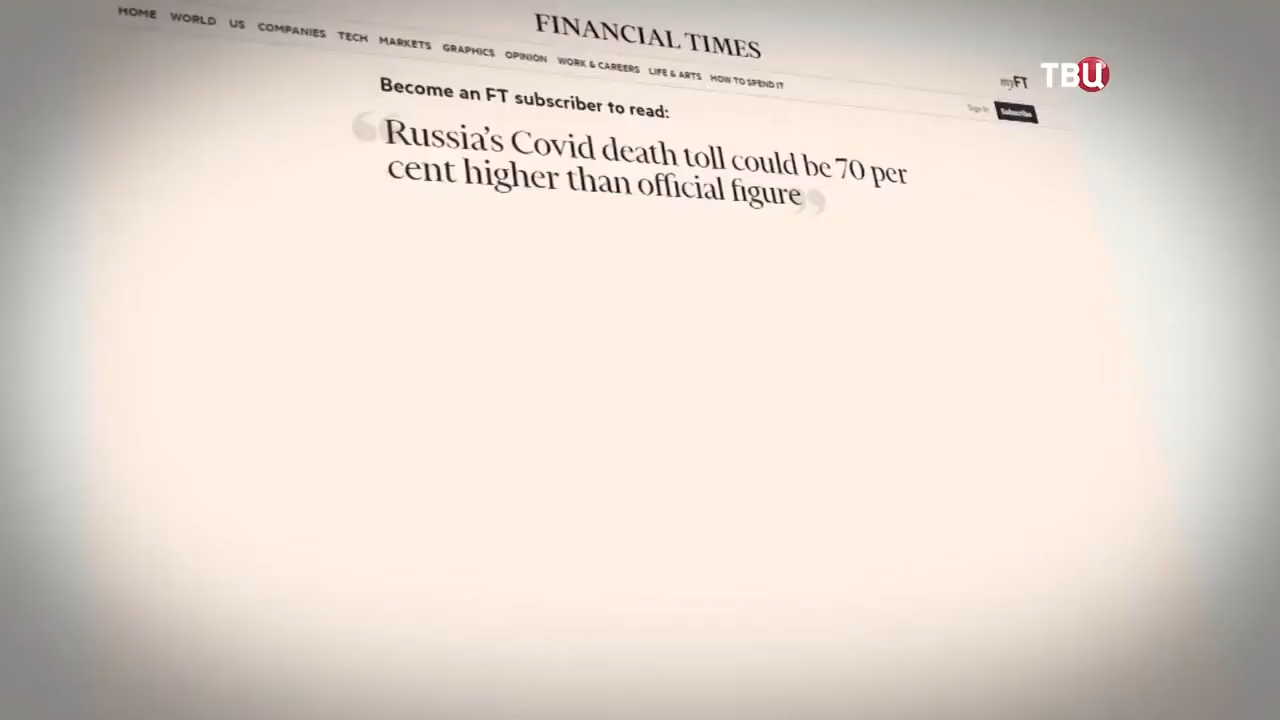 FINANCIAL TIMES
HOME WORLD US COMPANIES TECH MARKETS GRAPHICS OPINION WORK & CAREERS LIFE & ARTS HOW TO SPEND IT
myFT
ТВЦ
Sign In Subscribe
Become an FT subscriber to read:
“Russia’s Covid death toll could be 70 per
cent higher than official figure”